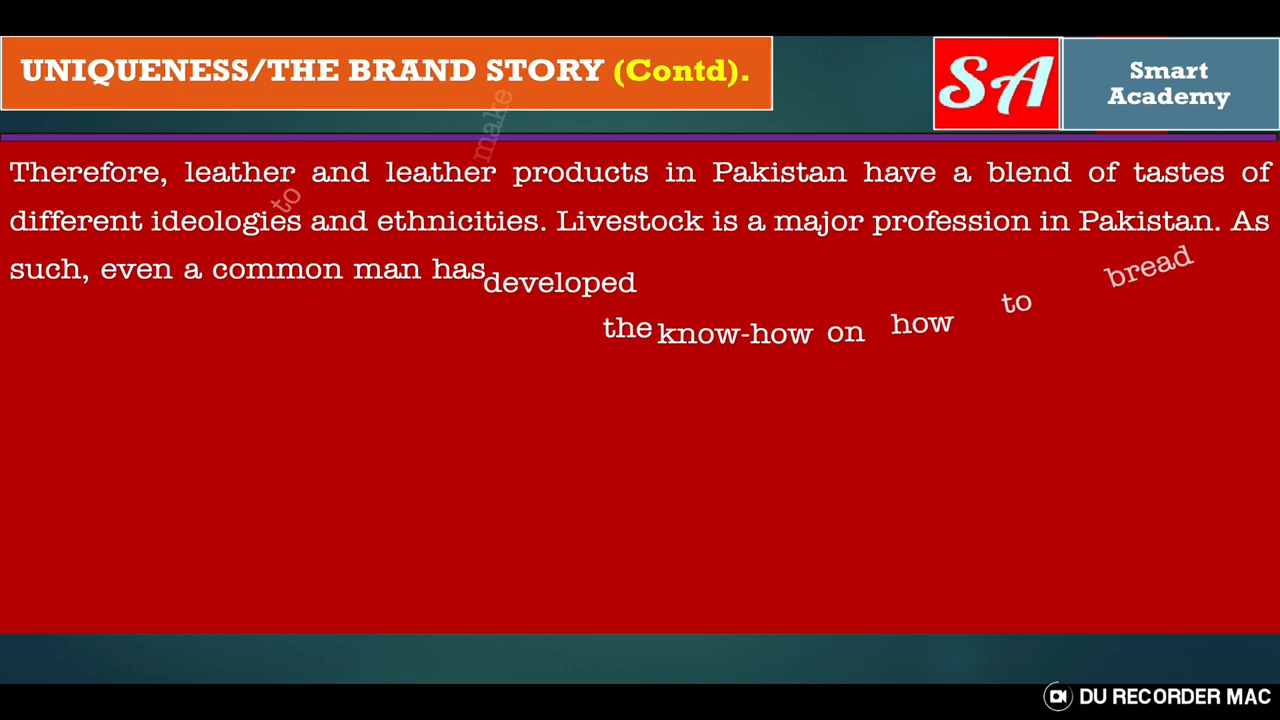 UNIQUENESS/THE BRAND STORY (Contd).
SA
Smart
Academy
Therefore, leather and leather products in Pakistan have a blend of tastes of
different ideologies and ethnicities. Livestock is a major profession in Pakistan. As
such, even a common man has developed
the know-how on how to bread
to make
DU RECORDER MAC